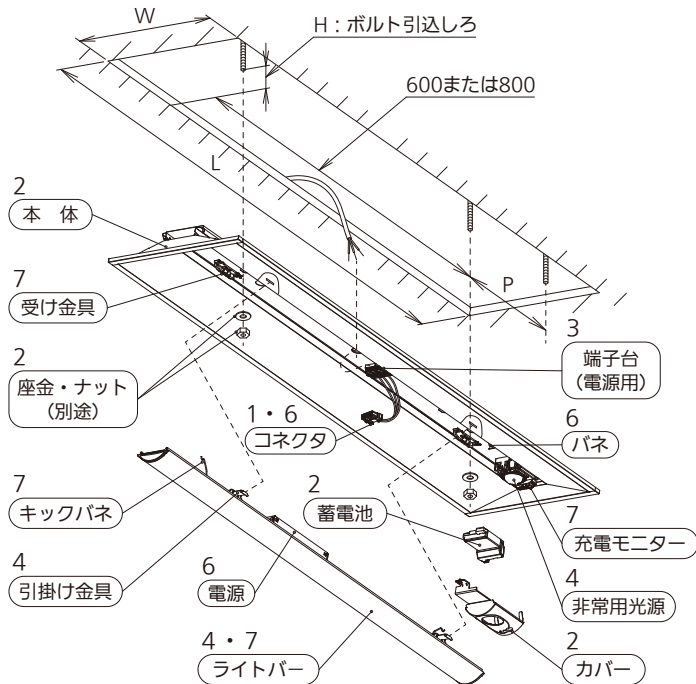 W
H：ボルト引込しろ
600または800
L
P
2
本　体
7
受け金具
2
座金・ナット
(別途)
3
端子台
(電源用)
1・6
コネクタ
6
バネ
7
キックバネ
2
蓄電池
7
充電モニター
4
引掛け金具
6
電源
4
非常用光源
4・7
ライトバー
2
カバー